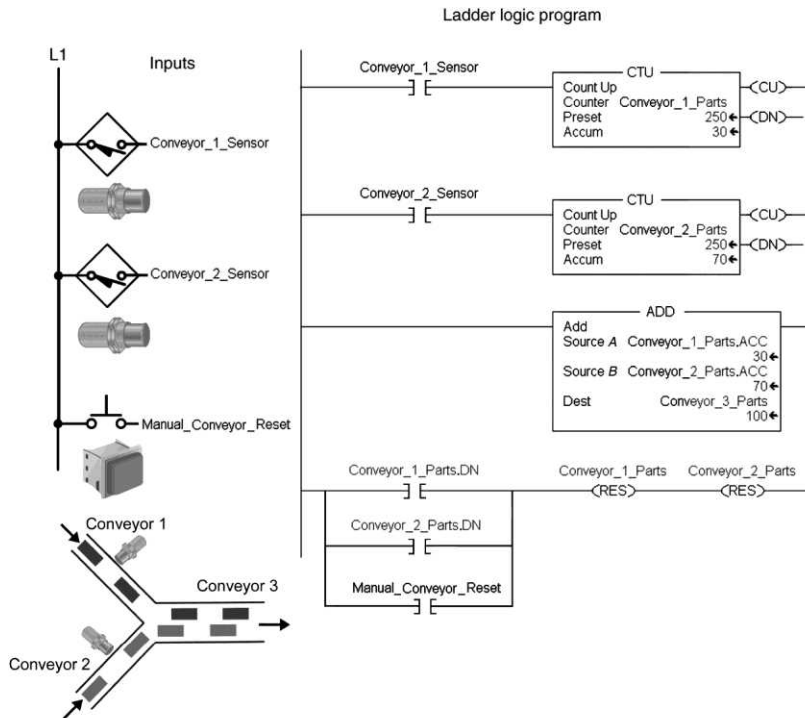 Ladder logic program
L1
Inputs
Conveyor_1_Sensor
Conveyor_2_Sensor
Manual_Conveyor_Reset
Conveyor 1
Conveyor 3
Conveyor 2
Conveyor_1_Sensor
CTU
Count Up
Counter Conveyor_1_Parts
Preset 250
Accum 30
CU
DN
Conveyor_2_Sensor
CTU
Count Up
Counter Conveyor_2_Parts
Preset 250
Accum 70
CU
DN
ADD
Add
Source A Conveyor_1_Parts.ACC
30
Source B Conveyor_2_Parts.ACC
70
Dest Conveyor_3_Parts
100
Conveyor_1_Parts.DN
Conveyor_2_Parts.DN
Manual_Conveyor_Reset
Conveyor_1_Parts
RES
Conveyor_2_Parts
RES